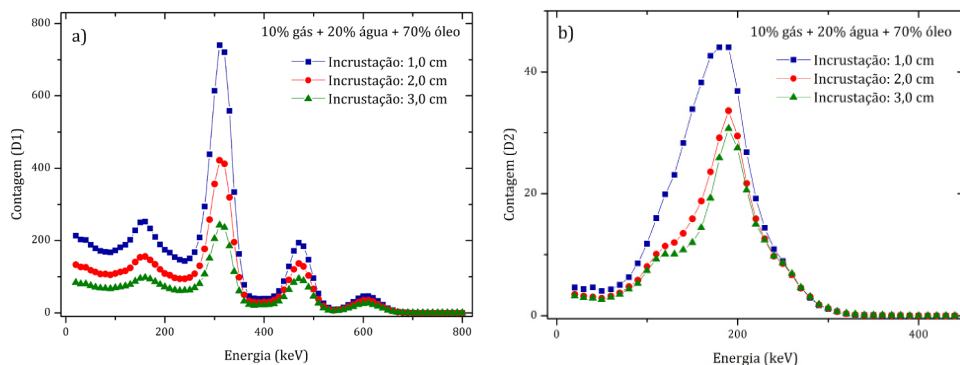 a)
10% gás + 20% água + 70% óleo
Incrustação: 1,0 cm
Incrustação: 2,0 cm
Incrustação: 3,0 cm
Contagem (D1)
800
600
400
200
0
0 200 400 600 800
Energia (keV)
b)
10% gás + 20% água + 70% óleo
Incrustação: 1,0 cm
Incrustação: 2,0 cm
Incrustação: 3,0 cm
Contagem (D2)
40
20
0
0 200 400
Energia (keV)